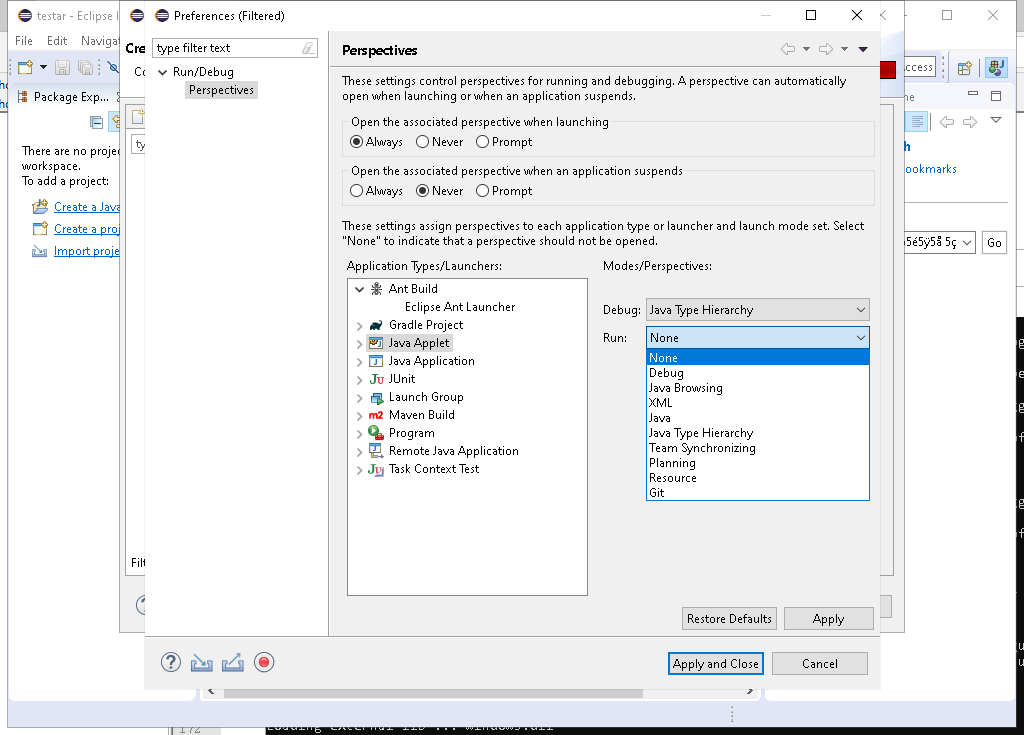 testar - Eclipse I
Preferences (Filtered)
File Edit Navigat
Cre
type filter text
Perspectives
Package Exp...
Run/Debug
Perspectives
These settings control perspectives for running and debugging. A perspective can automatically
open when launching or when an application suspends.
Open the associated perspective when launching
Always Never Prompt
Open the associated perspective when an application suspends
Always Never Prompt
There are no projec
workspace.
To add a project:
Create a Java
Create a proj
Import proje
These settings assign perspectives to each application type or launcher and launch mode set. Select
"None" to indicate that a perspective should not be opened.
Application Types/Launchers:
Modes/Perspectives:
Ant Build
Eclipse Ant Launcher
Gradle Project
Java Applet
Java Application
JUnit
Launch Group
Maven Build
Program
Remote Java Application
Task Context Test
Debug: Java Type Hierarchy
Run: None
None
Debug
Java Browsing
XML
Java
Java Type Hierarchy
Team Synchronizing
Planning
Resource
Git
ccess
ookmarks
Go
Filt
Restore Defaults Apply
Apply and Close Cancel
172
Loading external lib ... windows.dll